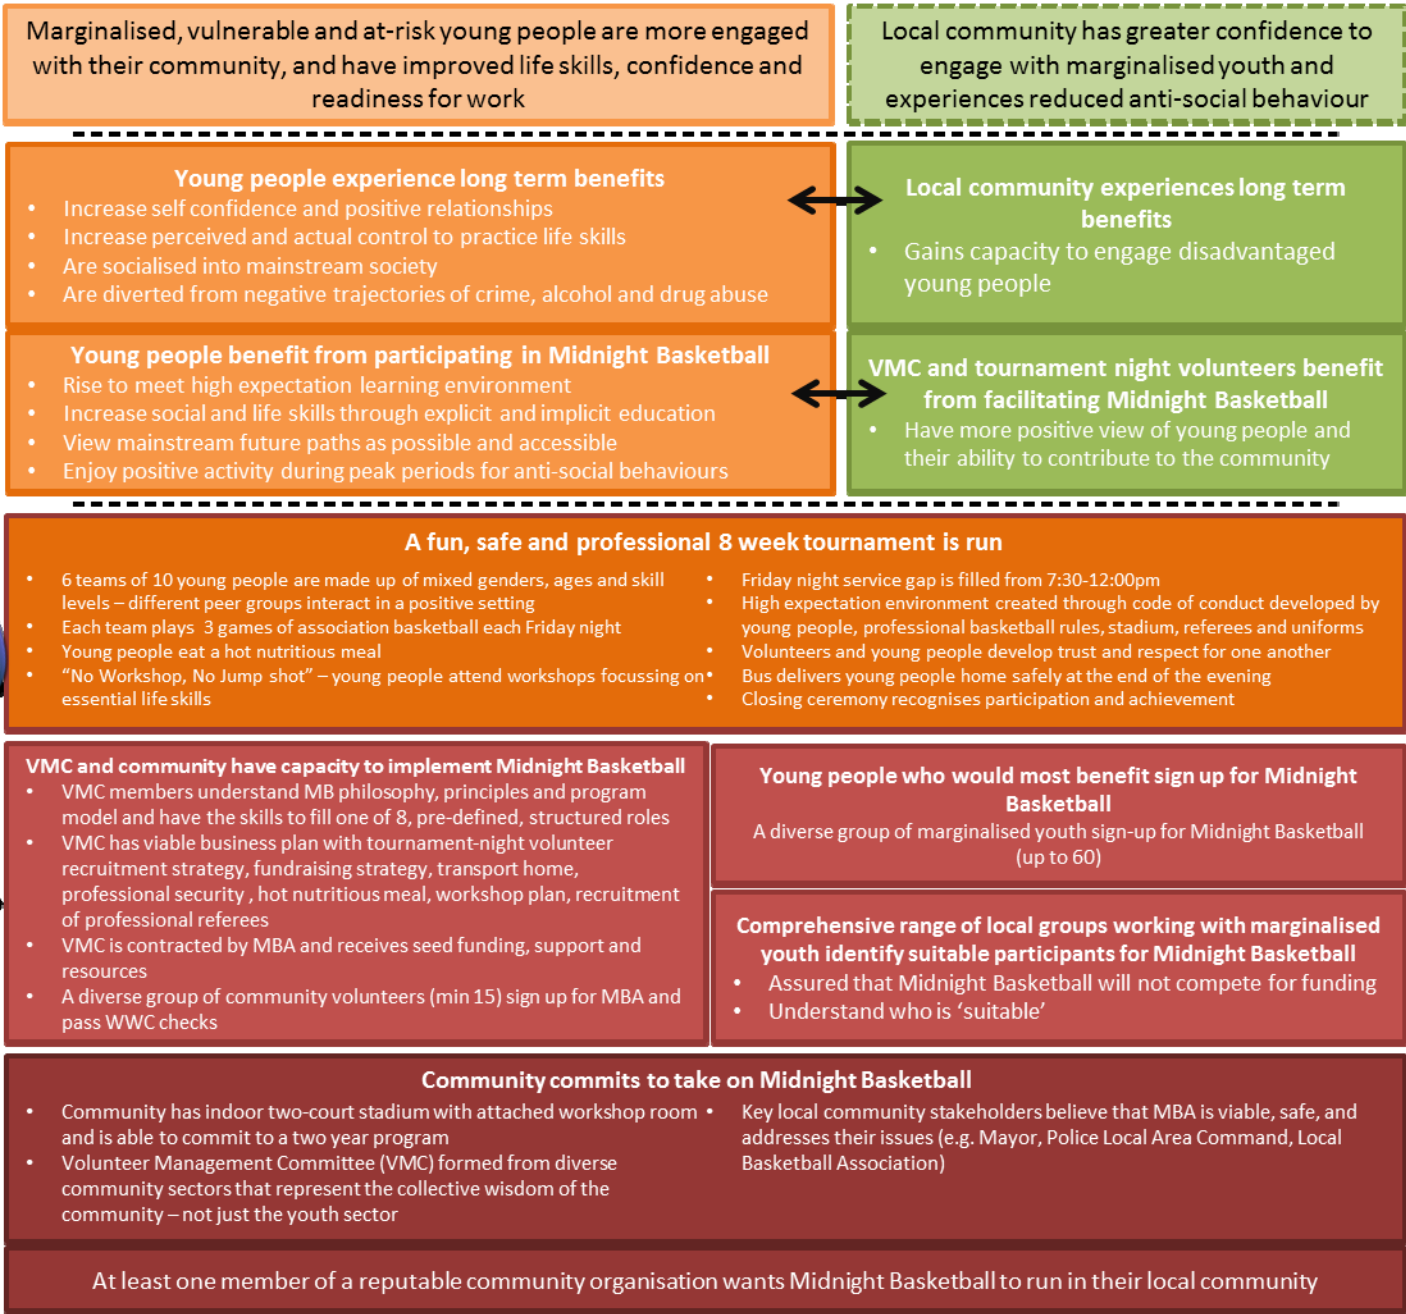 Marginalised, vulnerable and at-risk young people are more engaged
with their community, and have improved life skills, confidence and
readiness for work
Local community has greater confidence to
engage with marginalised youth and
experiences reduced anti-social behaviour
Young people experience long term benefits
• Increase self confidence and positive relationships
• Increase perceived and actual control to practice life skills
• Are socialised into mainstream society
• Are diverted from negative trajectories of crime, alcohol and drug abuse
Local community experiences long term
benefits
• Gains capacity to engage disadvantaged
young people
Young people benefit from participating in Midnight Basketball
• Rise to meet high expectation learning environment
• Increase social and life skills through explicit and implicit education
• View mainstream future paths as possible and accessible
• Enjoy positive activity during peak periods for anti-social behaviours
VMC and tournament night volunteers benefit
from facilitating Midnight Basketball
• Have more positive view of young people and
their ability to contribute to the community
A fun, safe and professional 8 week tournament is run
• 6 teams of 10 young people are made up of mixed genders, ages and skill
levels – different peer groups interact in a positive setting
• Each team plays 3 games of association basketball each Friday night
• Young people eat a hot nutritious meal
• “No Workshop, No Jump shot” – young people attend workshops focussing on
essential life skills
• Friday night service gap is filled from 7:30-12:00pm
• High expectation environment created through code of conduct developed by
young people, professional basketball rules, stadium, referees and uniforms
• Volunteers and young people develop trust and respect for one another
• Bus delivers young people home safely at the end of the evening
• Closing ceremony recognises participation and achievement
VMC and community have capacity to implement Midnight Basketball
• VMC members understand MB philosophy, principles and program
model and have the skills to fill one of 8, pre-defined, structured roles
• VMC has viable business plan with tournament-night volunteer
recruitment strategy, fundraising strategy, transport home,
professional security , hot nutritious meal, workshop plan, recruitment
of professional referees
• VMC is contracted by MBA and receives seed funding, support and
resources
• A diverse group of community volunteers (min 15) sign up for MBA and
pass WWC checks
Young people who would most benefit sign up for Midnight
Basketball
A diverse group of marginalised youth sign-up for Midnight Basketball
(up to 60)
Comprehensive range of local groups working with marginalised
youth identify suitable participants for Midnight Basketball
• Assured that Midnight Basketball will not compete for funding
• Understand who is ‘suitable’
Community commits to take on Midnight Basketball
• Community has indoor two-court stadium with attached workshop room
and is able to commit to a two year program
• Volunteer Management Committee (VMC) formed from diverse
community sectors that represent the collective wisdom of the
community – not just the youth sector
• Key local community stakeholders believe that MBA is viable, safe, and
addresses their issues (e.g. Mayor, Police Local Area Command, Local
Basketball Association)
At least one member of a reputable community organisation wants Midnight Basketball to run in their local community